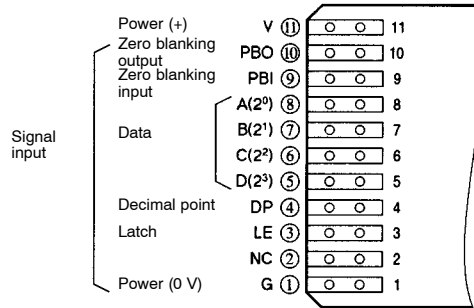 Power (+) V ⑪ 11
Zero blanking output PBO ⑩ 10
Zero blanking input PBI ⑨ 9
A(2⁰) ⑧ 8
Signal input Data B(2¹) ⑦ 7
C(2²) ⑥ 6
D(2³) ⑤ 5
Decimal point DP ④ 4
Latch LE ③ 3
NC ② 2
Power (0 V) G ① 1